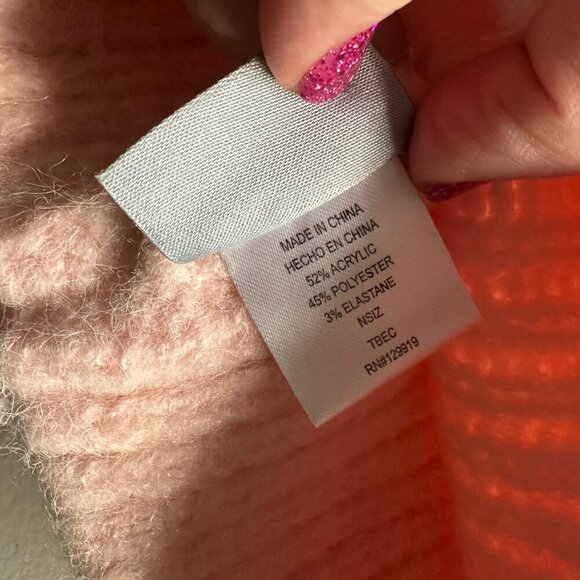 MADE IN CHINA
HECHO EN CHINA
52% ACRYLIC
45% POLYESTER
3% ELASTANE
NSIZ
TBEC
RN#129919